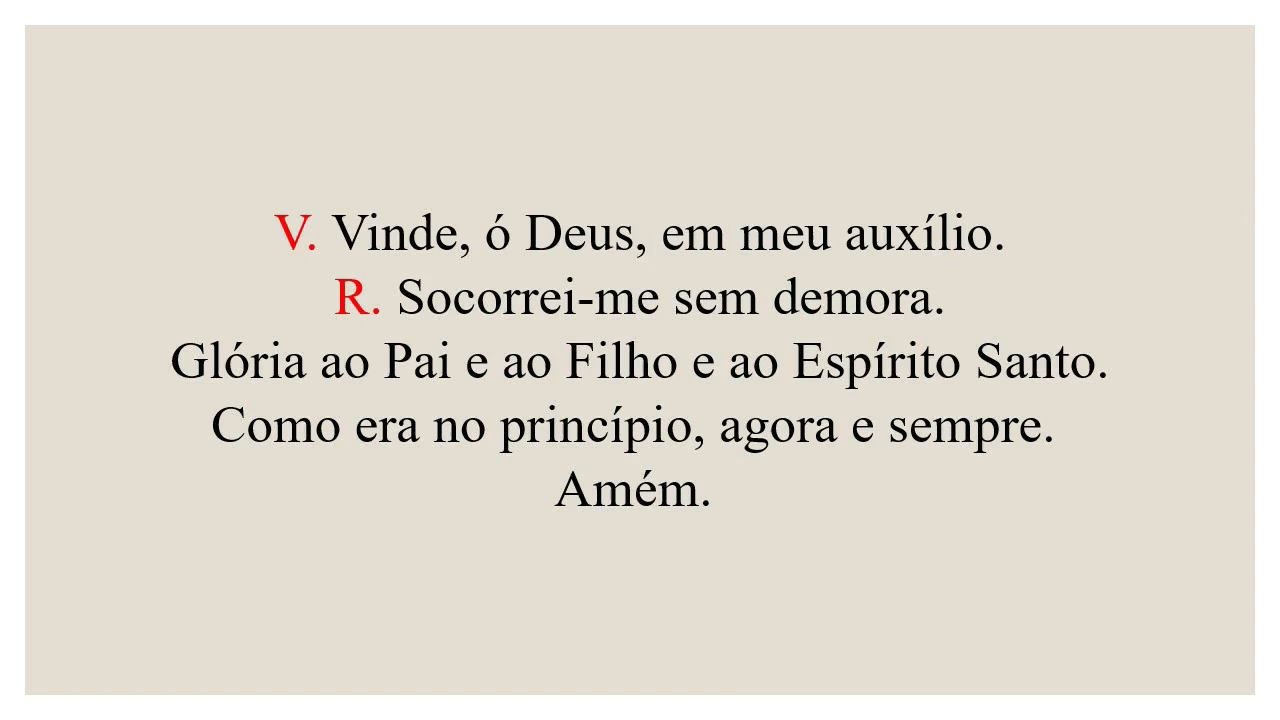 V. Vinde, ó Deus, em meu auxílio.
R. Socorrei-me sem demora.
Glória ao Pai e ao Filho e ao Espírito Santo.
Como era no princípio, agora e sempre.
Amém.